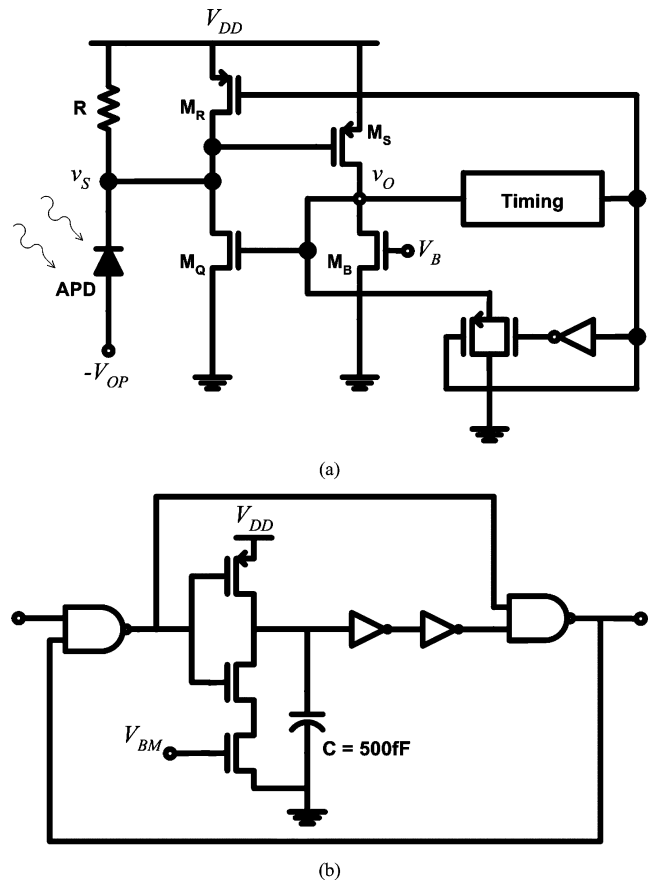 V_DD
R
M_R
M_S
v_S
v_O
Timing
M_Q
M_B
V_B
APD
-V_OP
(a)
V_DD
V_BM
C = 500fF
(b)